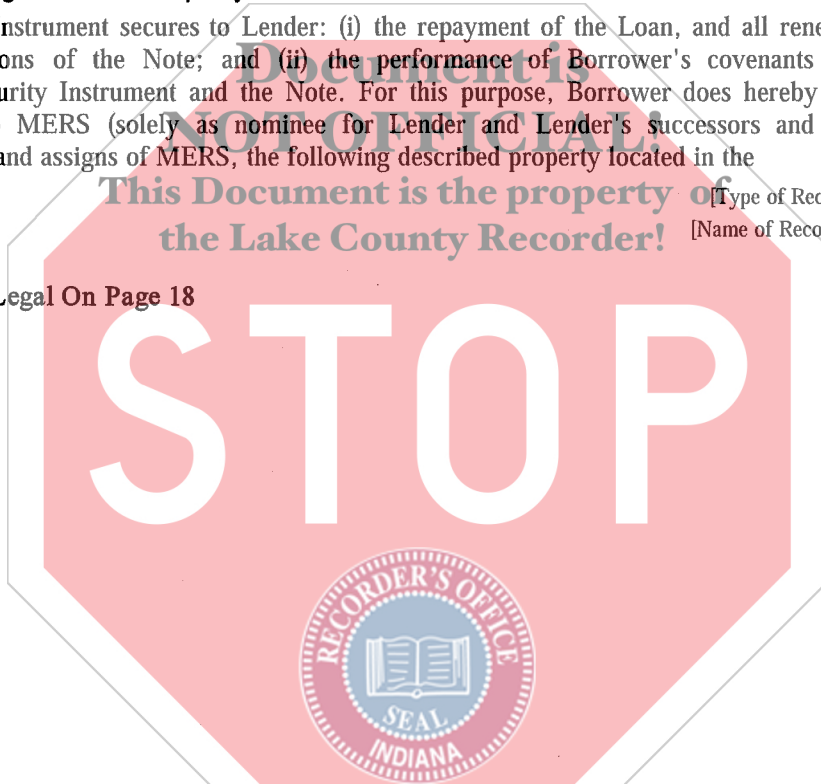 nstrument secures to Lender: (i) the repayment of the Loan, and all rene
ons of the Note; and (ii) the performance of Borrower's covenants
urity Instrument and the Note. For this purpose, Borrower does hereby
MERS (solely as nominee for Lender and Lender's successors and
and assigns of MERS, the following described property located in the
[Type of Rec
[Name of Reco
Legal On Page 18
Document is
NOT OFFICIAL!
This Document is the property of
the Lake County Recorder!
STOP
RECORDER'S OFFICE
SEAL
INDIANA